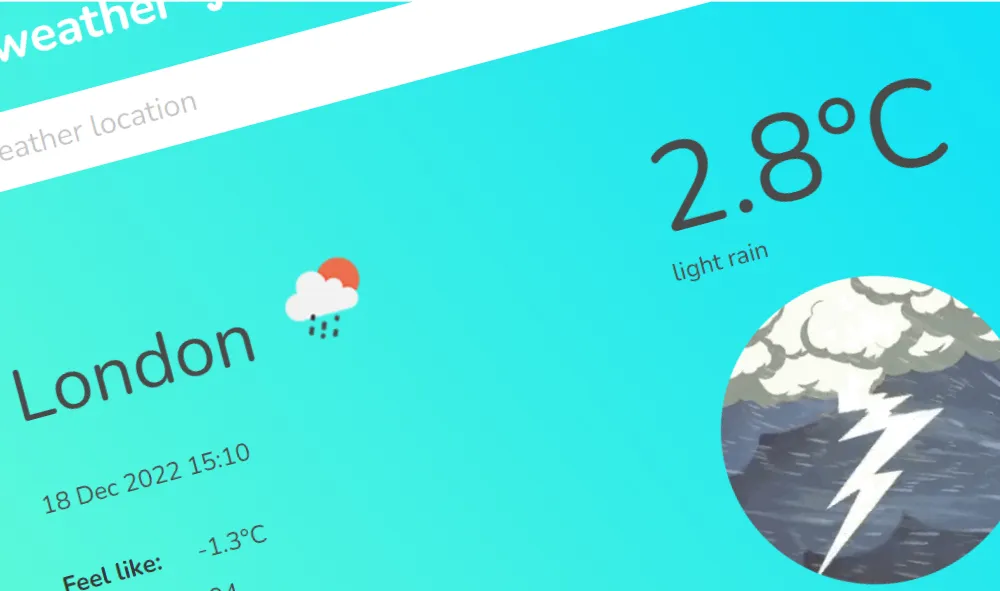 weather
eather location
2.8°C
light rain
London
18 Dec 2022 15:10
Feel like: -1.3°C